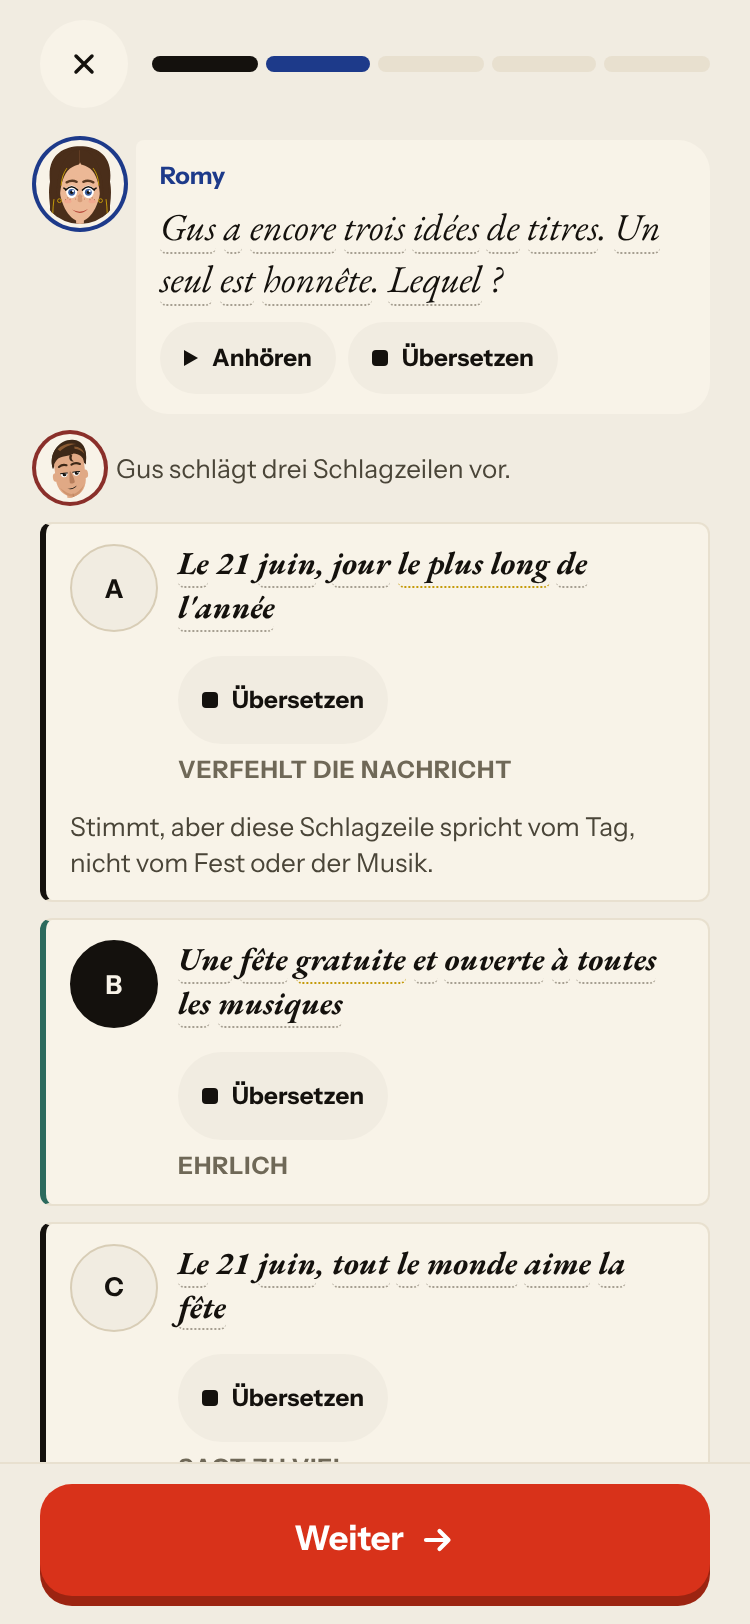 Romy
Gus a encore trois idées de titres. Un
seul est honnête. Lequel ?
Anhören
Übersetzen
Gus schlägt drei Schlagzeilen vor.
A
Le 21 juin, jour le plus long de
l'année
Übersetzen
VERFEHLT DIE NACHRICHT
Stimmt, aber diese Schlagzeile spricht vom Tag,
nicht vom Fest oder der Musik.
B
Une fête gratuite et ouverte à toutes
les musiques
Übersetzen
EHRLICH
C
Le 21 juin, tout le monde aime la
fête
Übersetzen
Weiter →